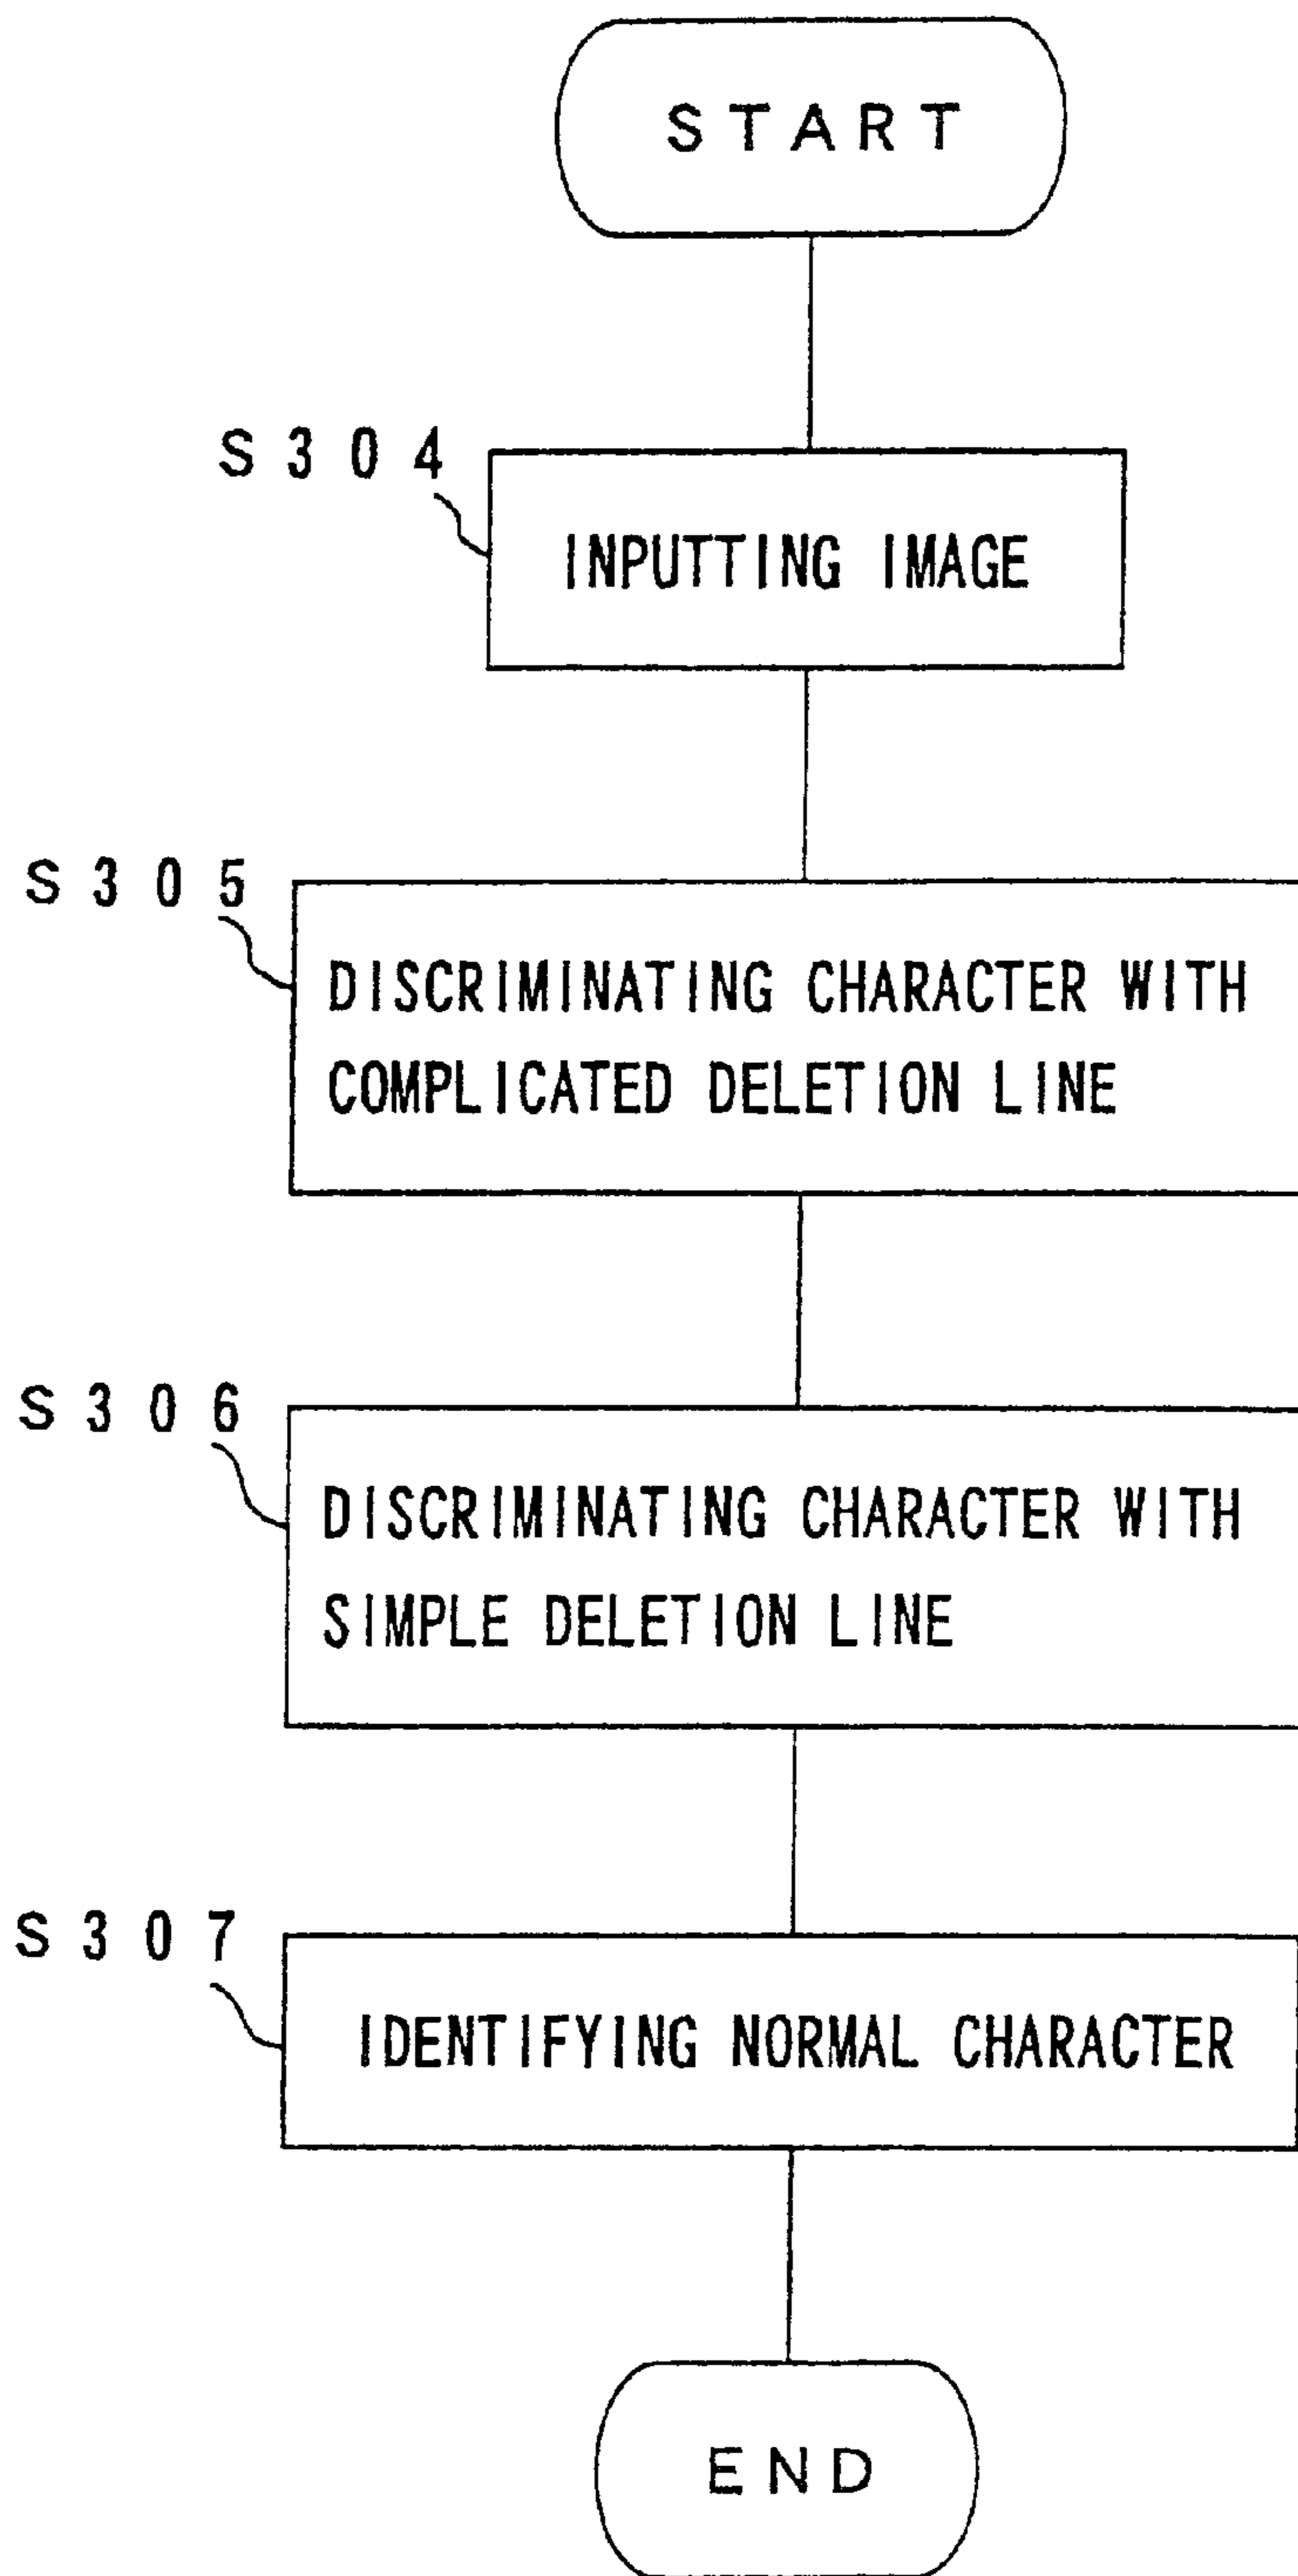 START
S304
INPUTTING IMAGE
S305
DISCRIMINATING CHARACTER WITH
COMPLICATED DELETION LINE
S306
DISCRIMINATING CHARACTER WITH
SIMPLE DELETION LINE
S307
IDENTIFYING NORMAL CHARACTER
END